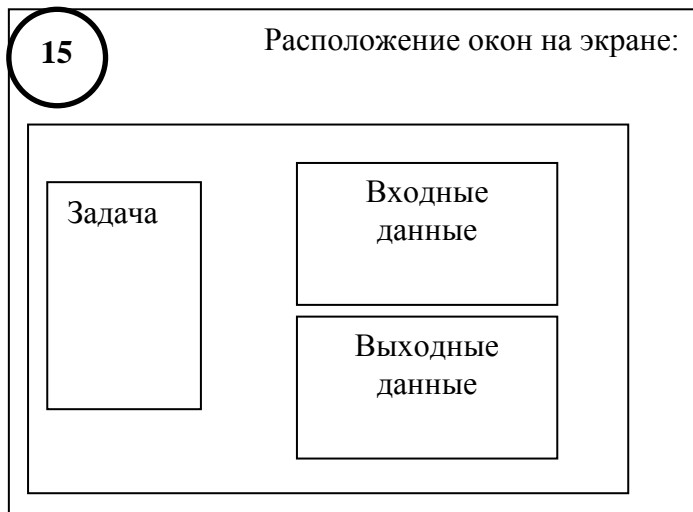 15
Расположение окон на экране:
Задача
Входные
данные
Выходные
данные